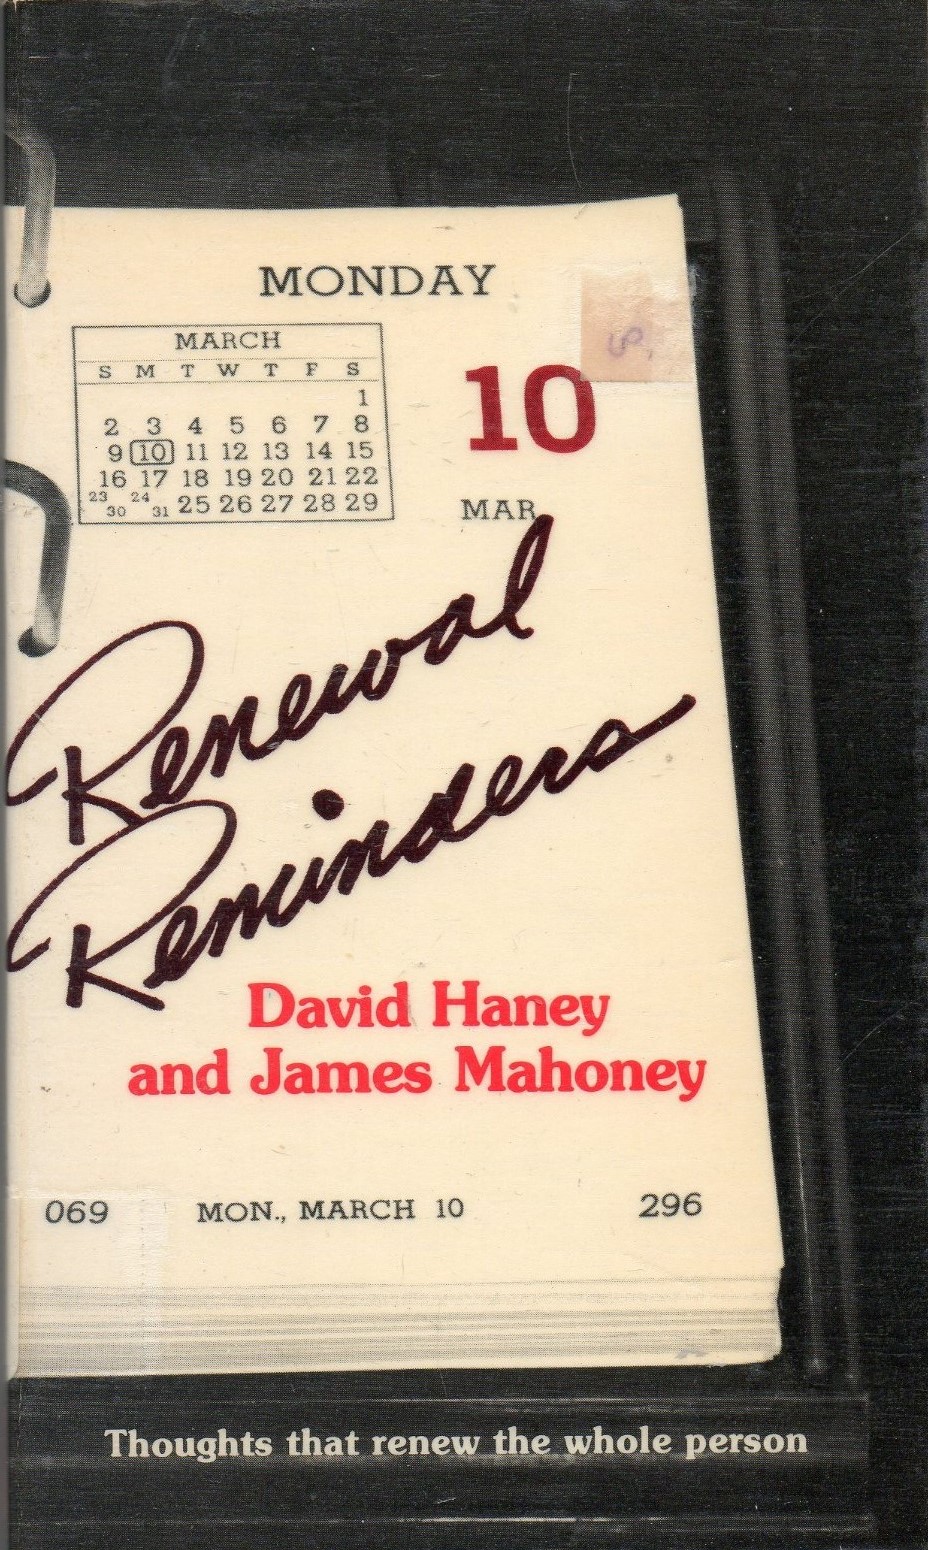 MONDAY
MARCH
S M T W T F S
1
2 3 4 5 6 7 8
9 10 11 12 13 14 15
16 17 18 19 20 21 22
23 30 24 31 25 26 27 28 29
10
MAR
Renewal
Reminders
David Haney
and James Mahoney
069 MON., MARCH 10 296
Thoughts that renew the whole person